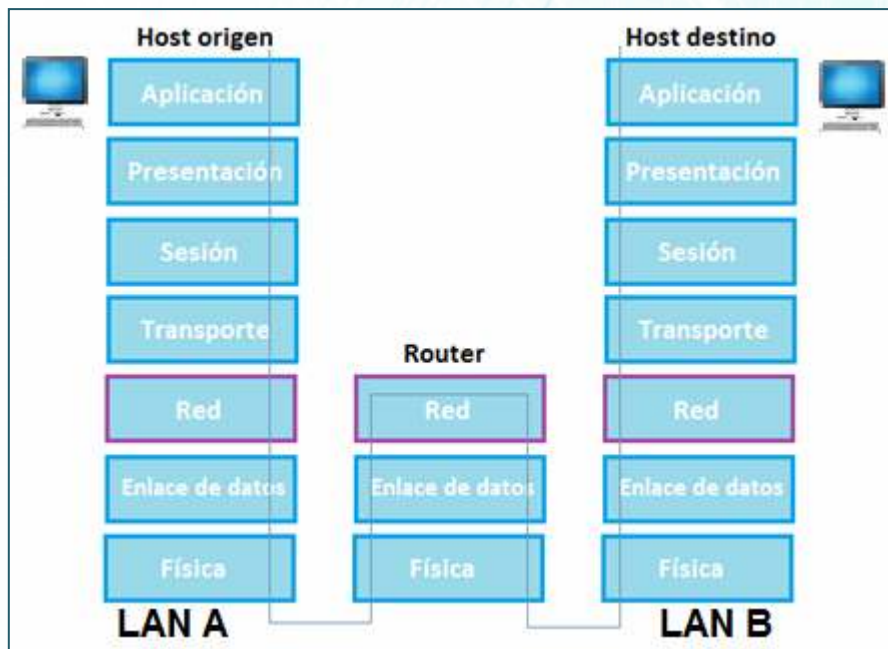 Host origen
Aplicación
Presentación
Sesión
Transporte
Red
Enlace de datos
Física
LAN A
Router
Red
Enlace de datos
Física
Host destino
Aplicación
Presentación
Sesión
Transporte
Red
Enlace de datos
Física
LAN B